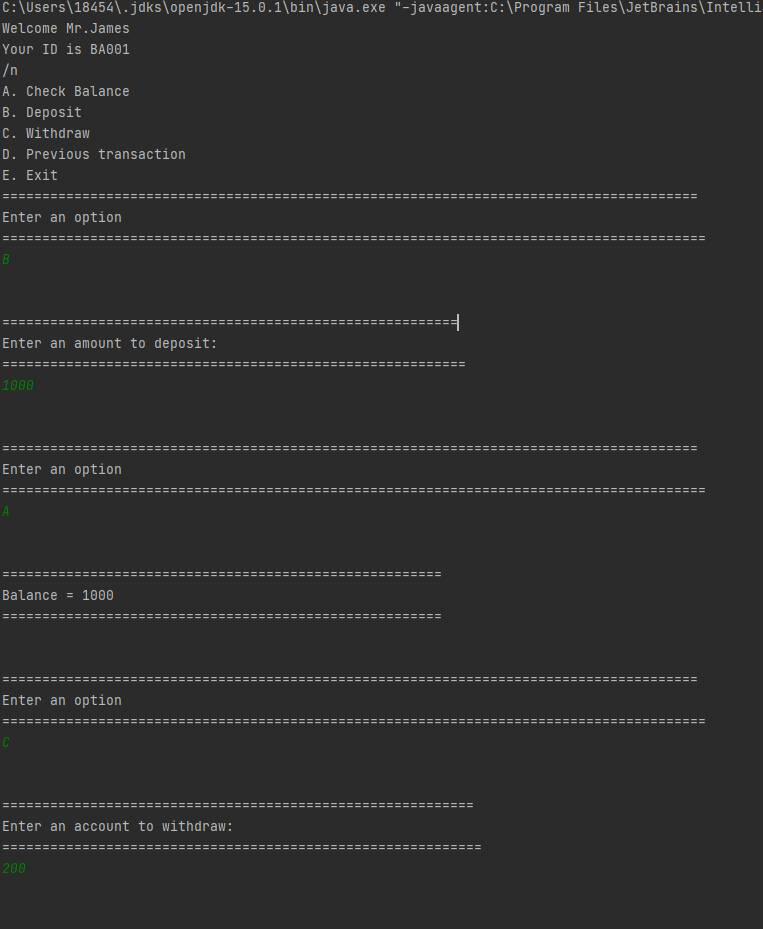 C:\Users\18454\.jdks\openjdk-15.0.1\bin\java.exe "-javaagent:C:\Program Files\JetBrains\Intelli
Welcome Mr.James
Your ID is BA001
/n
A. Check Balance
B. Deposit
C. Withdraw
D. Previous transaction
E. Exit
=======================================================================================
Enter an option
========================================================================================
B
=========================================================
Enter an amount to deposit:
==========================================================
1000
=======================================================================================
Enter an option
========================================================================================
A
=======================================================
Balance = 1000
=======================================================
=======================================================================================
Enter an option
========================================================================================
C
===========================================================
Enter an account to withdraw:
============================================================
200